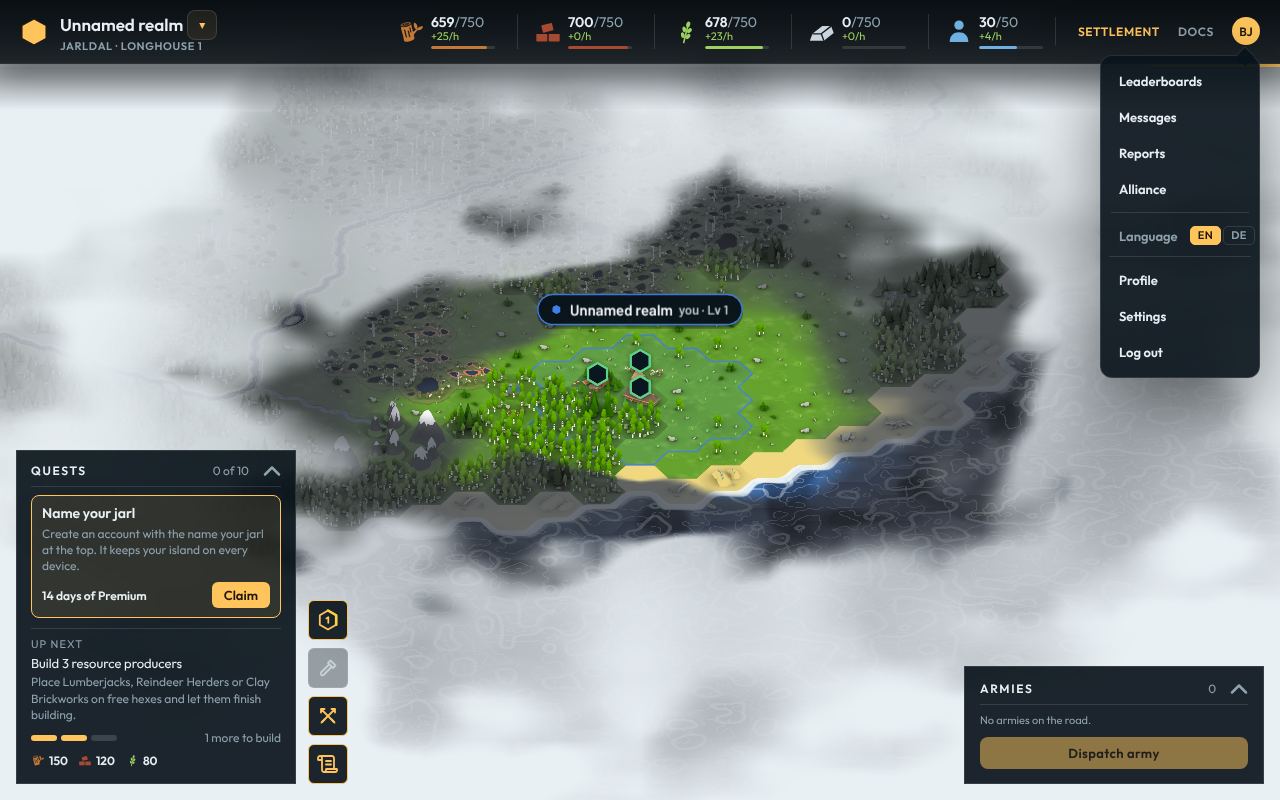 Unnamed realm
JARLDAL · LONGHOUSE 1
659/750
+25/h
700/750
+0/h
678/750
+23/h
0/750
+0/h
30/50
+4/h
SETTLEMENT
DOCS
BJ
Leaderboards
Messages
Reports
Alliance
Language EN DE
Profile
Settings
Log out
Unnamed realm you · Lv 1
QUESTS 0 of 10
Name your jarl
Create an account with the name your jarl
at the top. It keeps your island on every
device.
14 days of Premium Claim
UP NEXT
Build 3 resource producers
Place Lumberjacks, Reindeer Herders or Clay
Brickworks on free hexes and let them finish
building.
1 more to build
150 120 80
1
ARMIES 0
No armies on the road.
Dispatch army